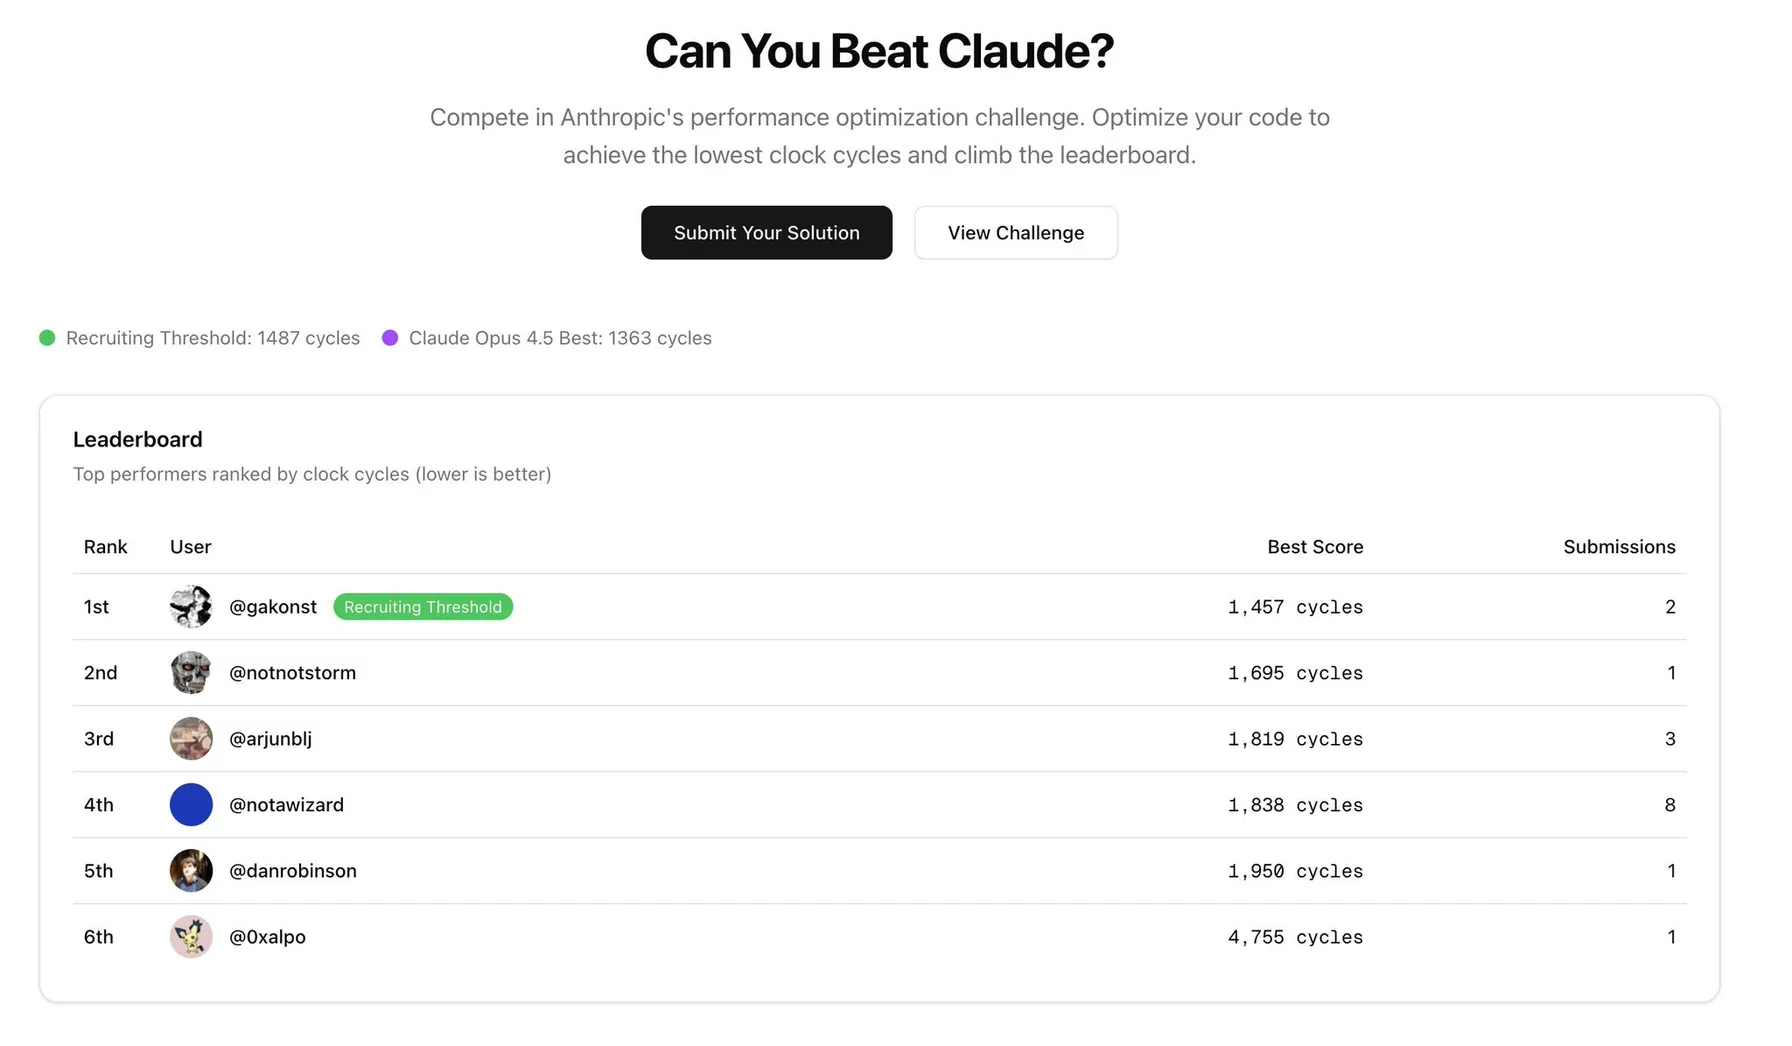 Can You Beat Claude?
Compete in Anthropic's performance optimization challenge. Optimize your code to
achieve the lowest clock cycles and climb the leaderboard.
Submit Your Solution View Challenge
Recruiting Threshold: 1487 cycles Claude Opus 4.5 Best: 1363 cycles
Leaderboard
Top performers ranked by clock cycles (lower is better)
Rank User Best Score Submissions
1st @gakonst Recruiting Threshold 1,457 cycles 2
2nd @notnotstorm 1,695 cycles 1
3rd @arjunblj 1,819 cycles 3
4th @notawizard 1,838 cycles 8
5th @danrobinson 1,950 cycles 1
6th @0xalpo 4,755 cycles 1